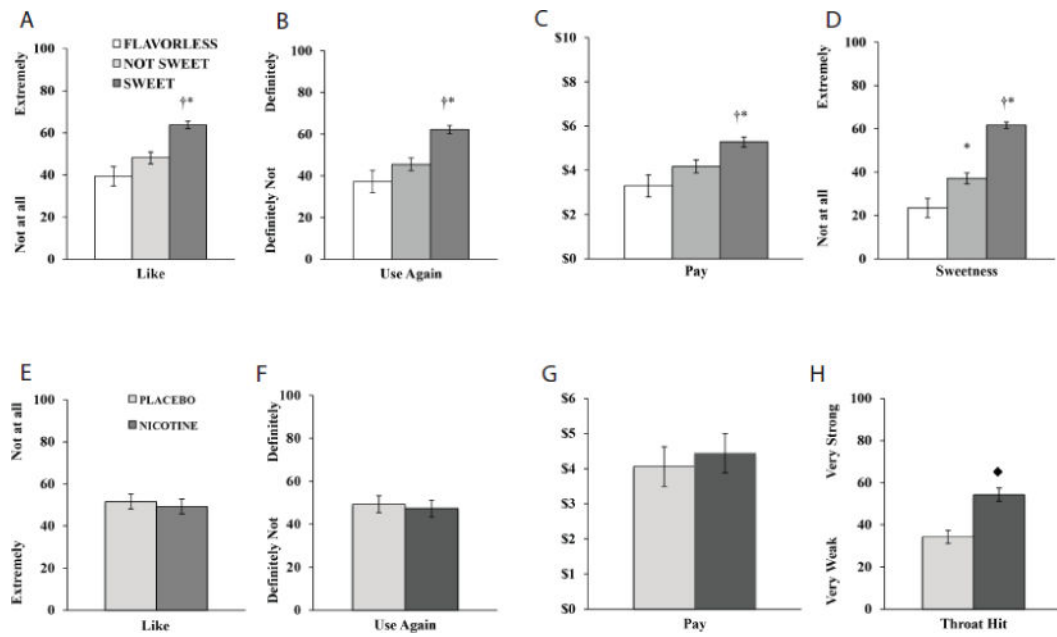 A
B
C
D
Extremely
Not at all
100
80
60
40
20
0
FLAVORLESS
NOT SWEET
SWEET
†*
Like
Definitely
Definitely Not
100
80
60
40
20
0
†*
Use Again
$10
$8
$6
$4
$2
$0
†*
Pay
Extremely
Not at all
100
80
60
40
20
0
*
†*
Sweetness
E
F
G
H
Not at all
Extremely
100
80
60
40
20
0
PLACEBO
NICOTINE
Like
Definitely
Definitely Not
100
80
60
40
20
0
Use Again
$6
$5
$4
$3
$2
$1
$0
Pay
Very Strong
Very Weak
100
80
60
40
20
0
◆
Throat Hit